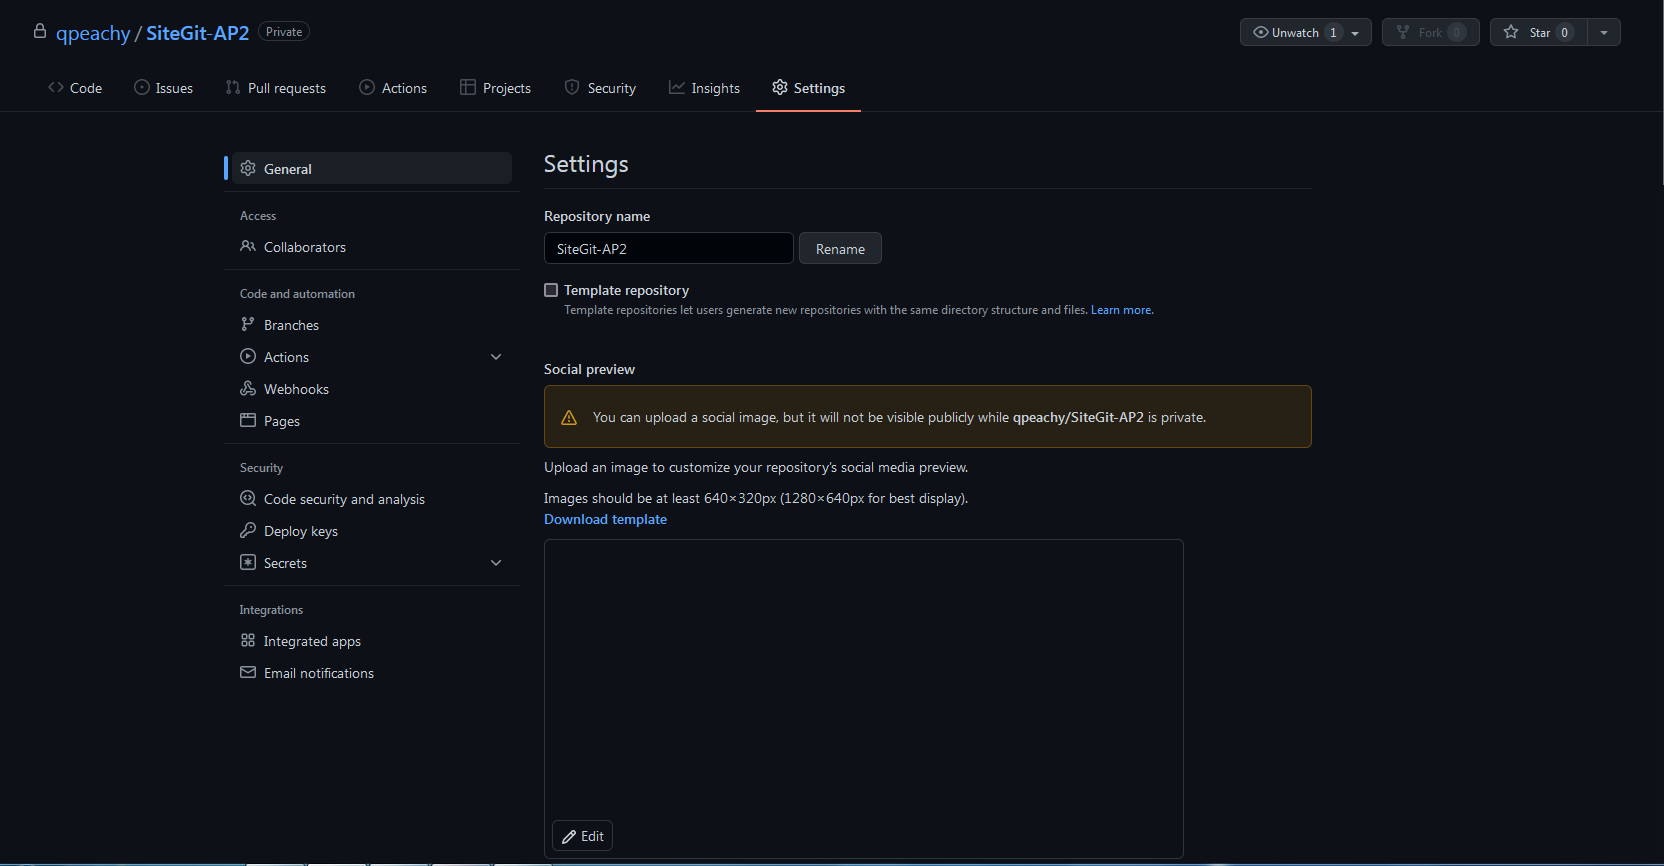 qpeachy / SiteGit-AP2 Private
Unwatch 1 Fork 0 Star 0
Code Issues Pull requests Actions Projects Security Insights Settings
General
Access
Collaborators
Code and automation
Branches
Actions
Webhooks
Pages
Security
Code security and analysis
Deploy keys
Secrets
Integrations
Integrated apps
Email notifications
Settings
Repository name
SiteGit-AP2 Rename
Template repository
Template repositories let users generate new repositories with the same directory structure and files. Learn more.
Social preview
You can upload a social image, but it will not be visible publicly while qpeachy/SiteGit-AP2 is private.
Upload an image to customize your repository’s social media preview.
Images should be at least 640×320px (1280×640px for best display).
Download template
Edit